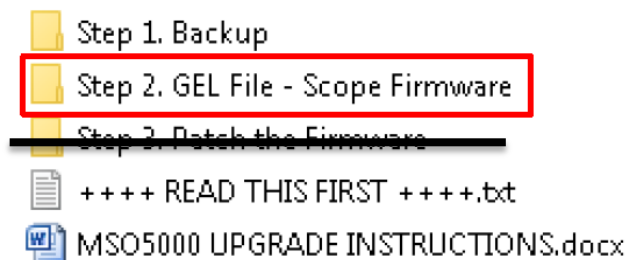 Step 1. Backup
Step 2. GEL File - Scope Firmware
Step 3. Patch the Firmware
++++ READ THIS FIRST ++++.txt
MSO5000 UPGRADE INSTRUCTIONS.docx